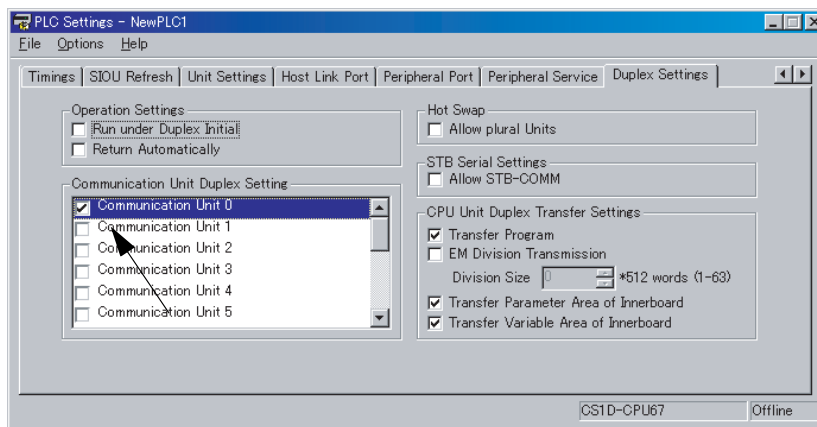 PLC Settings - NewPLC1
File Options Help
Timings SIOU Refresh Unit Settings Host Link Port Peripheral Port Peripheral Service Duplex Settings
Operation Settings
Run under Duplex Initial
Return Automatically
Communication Unit Duplex Setting
Communication Unit 0
Communication Unit 1
Communication Unit 2
Communication Unit 3
Communication Unit 4
Communication Unit 5
Hot Swap
Allow plural Units
STB Serial Settings
Allow STB-COMM
CPU Unit Duplex Transfer Settings
Transfer Program
EM Division Transmission
Division Size 0 *512 words (1-63)
Transfer Parameter Area of Innerboard
Transfer Variable Area of Innerboard
CS1D-CPU67 Offline